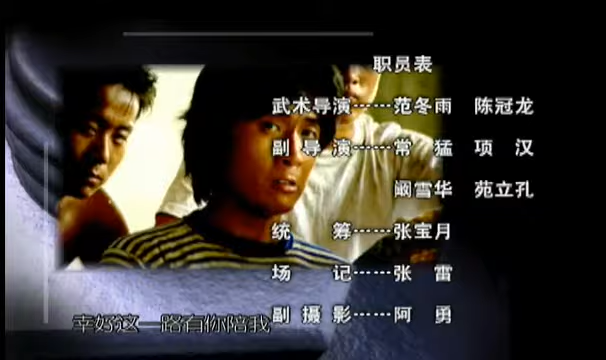 职员表
武术导演……范冬雨 陈冠龙
副导演……常猛 项汉
阚雪华 苑立孔
统筹……张宝月
场记……张雷
副摄影……阿勇
幸好这一路有你陪我